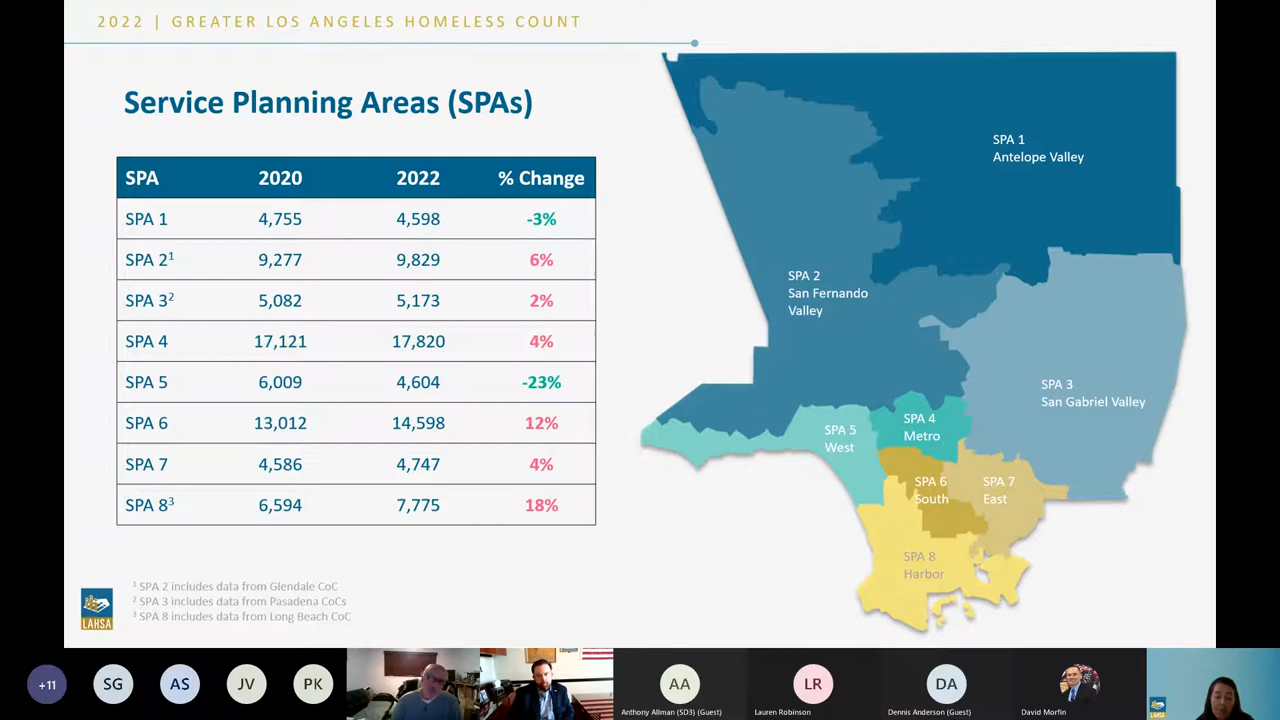 2022 | GREATER LOS ANGELES HOMELESS COUNT
Service Planning Areas (SPAs)
SPA 2020 2022 % Change
SPA 1 4,755 4,598 -3%
SPA 2¹ 9,277 9,829 6%
SPA 3² 5,082 5,173 2%
SPA 4 17,121 17,820 4%
SPA 5 6,009 4,604 -23%
SPA 6 13,012 14,598 12%
SPA 7 4,586 4,747 4%
SPA 8³ 6,594 7,775 18%
¹ SPA 2 includes data from Glendale CoC
² SPA 3 includes data from Pasadena CoCs
³ SPA 8 includes data from Long Beach CoC
LAHSA
SPA 1
Antelope Valley
SPA 2
San Fernando
Valley
SPA 3
San Gabriel Valley
SPA 4
Metro
SPA 5
West
SPA 6
South
SPA 7
East
SPA 8
Harbor
+11
SG
AS
JV
PK
AA
Anthony Allman (SD3) (Guest)
LR
Lauren Robinson
DA
Dennis Anderson (Guest)
David Morfin
LAHSA